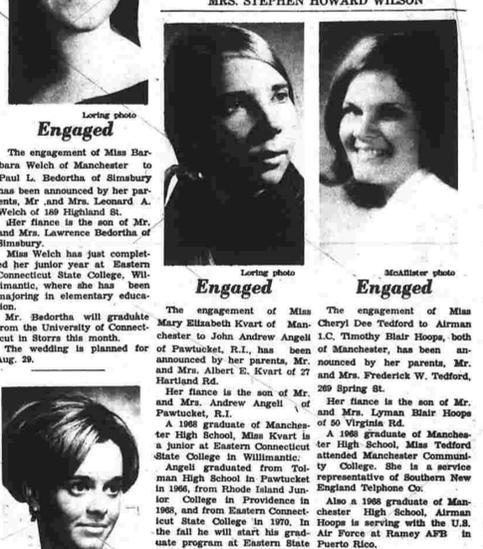 MRS. STEPHEN HOWARD WILSON
Loring photo
Engaged
The engagement of Miss Bar-
bara Welch of Manchester to
Paul L. Bedortha of Simsbury
has been announced by her par-
ents, Mr .and Mrs. Leonard A.
Welch of 189 Highland St.
Her fiance is the son of Mr.
and Mrs. Lawrence Bedortha of
Simsbury.
Miss Welch has just complet-
ed her junior year at Eastern
Connecticut State College, Wil-
limantic, where she has been
majoring in elementary educa-
tion.
Mr. Bedortha will graduate
from the University of Connect-
icut in Storrs this month.
The wedding is planned for
Aug. 29.
Loring photo
Engaged
The engagement of Miss
Mary Elizabeth Kvart of Man-
chester to John Andrew Angeli
of Pawtucket, R.I., has been
announced by her parents, Mr.
and Mrs. Albert E. Kvart of 27
Hartland Rd.
Her fiance is the son of Mr.
and Mrs. Andrew Angeli of
Pawtucket, R.I.
A 1968 graduate of Manches-
ter High School, Miss Kvart is
a junior at Eastern Connecticut
State College in Willimantic.
Angeli graduated from Tol-
man High School in Pawtucket
in 1966, from Rhode Island Jun-
ior College in Providence in
1968, and from Eastern Connect-
icut State College in 1970. In
the fall he will start his grad-
uate program at Eastern State
McAllister photo
Engaged
The engagement of Miss
Cheryl Dee Tedford to Airman
1.C. Timothy Blair Hoops, both
of Manchester, has been an-
nounced by her parents, Mr.
and Mrs. Frederick W. Tedford,
269 Spring St.
Her fiance is the son of Mr.
and Mrs. Lyman Blair Hoops
of 50 Virginia Rd.
A 1968 graduate of Manches-
ter High School, Miss Tedford
attended Manchester Communi-
ty College. She is a service
representative of Southern New
England Telphone Co.
Also a 1968 graduate of Man-
chester High School, Airman
Hoops is serving with the U.S.
Air Force at Ramey AFB in
Puerto Rico.